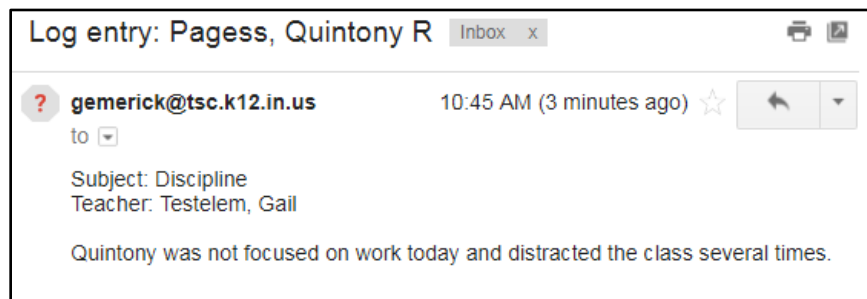 Log entry: Pagess, Quintony R Inbox x
? gemerick@tsc.k12.in.us 10:45 AM (3 minutes ago)
to
Subject: Discipline
Teacher: Testelem, Gail
Quintony was not focused on work today and distracted the class several times.